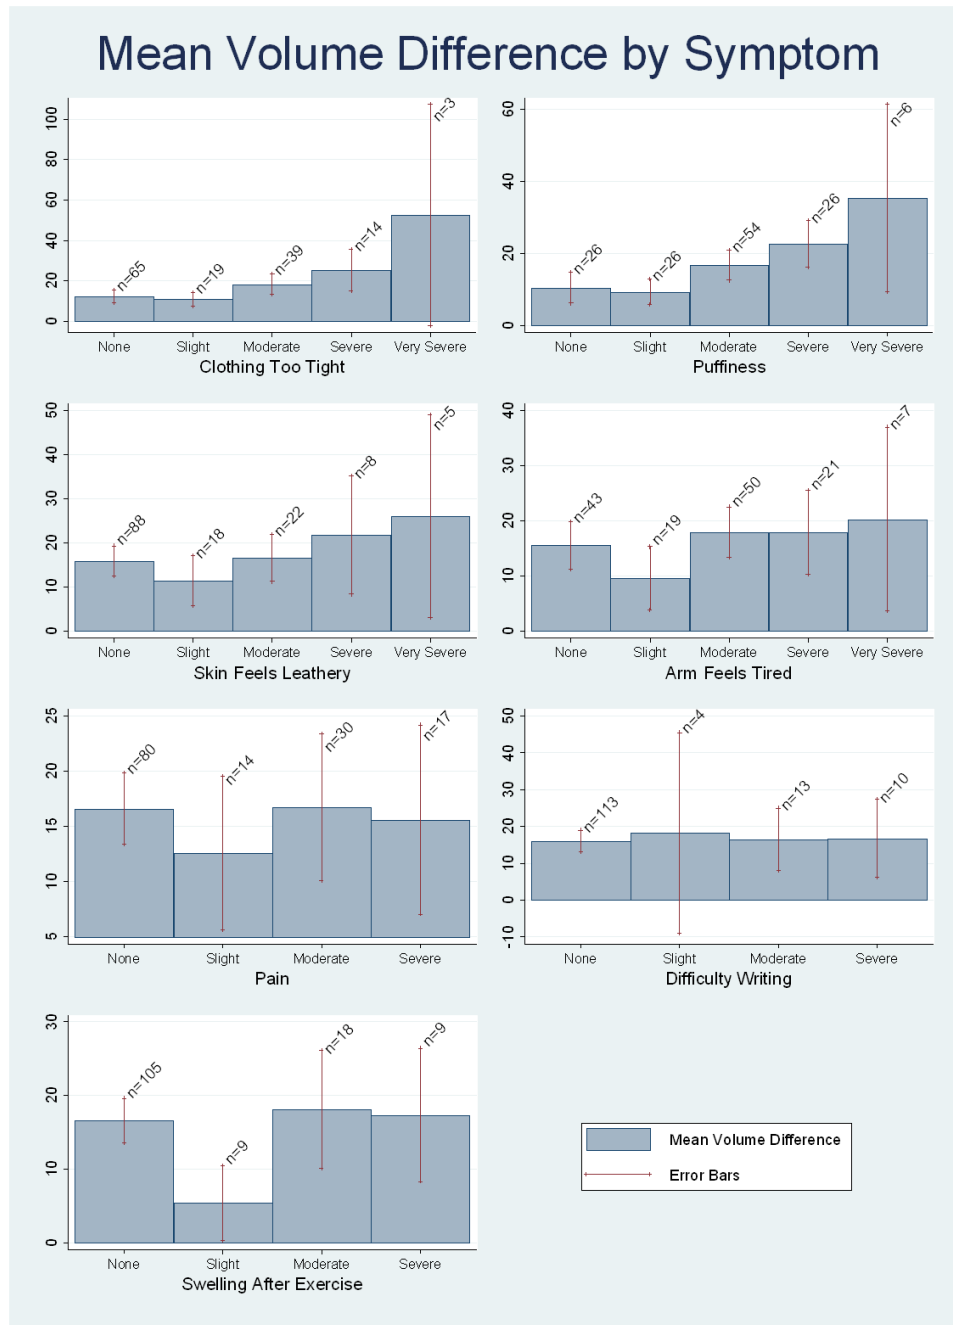 Mean Volume Difference by Symptom
100
80
60
40
20
0
n=65
n=19
n=39
n=14
n=3
None Slight Moderate Severe Very Severe
Clothing Too Tight
60
40
20
0
n=26
n=26
n=54
n=26
n=6
None Slight Moderate Severe Very Severe
Puffiness
50
40
30
20
10
0
n=88
n=18
n=22
n=8
n=5
None Slight Moderate Severe Very Severe
Skin Feels Leathery
40
30
20
10
0
n=43
n=19
n=50
n=21
n=7
None Slight Moderate Severe Very Severe
Arm Feels Tired
25
20
15
10
5
n=80
n=14
n=30
n=17
None Slight Moderate Severe
Pain
50
40
30
20
10
0
-10
n=113
n=4
n=13
n=10
None Slight Moderate Severe
Difficulty Writing
30
20
10
0
n=105
n=9
n=18
n=9
None Slight Moderate Severe
Swelling After Exercise
Mean Volume Difference
Error Bars